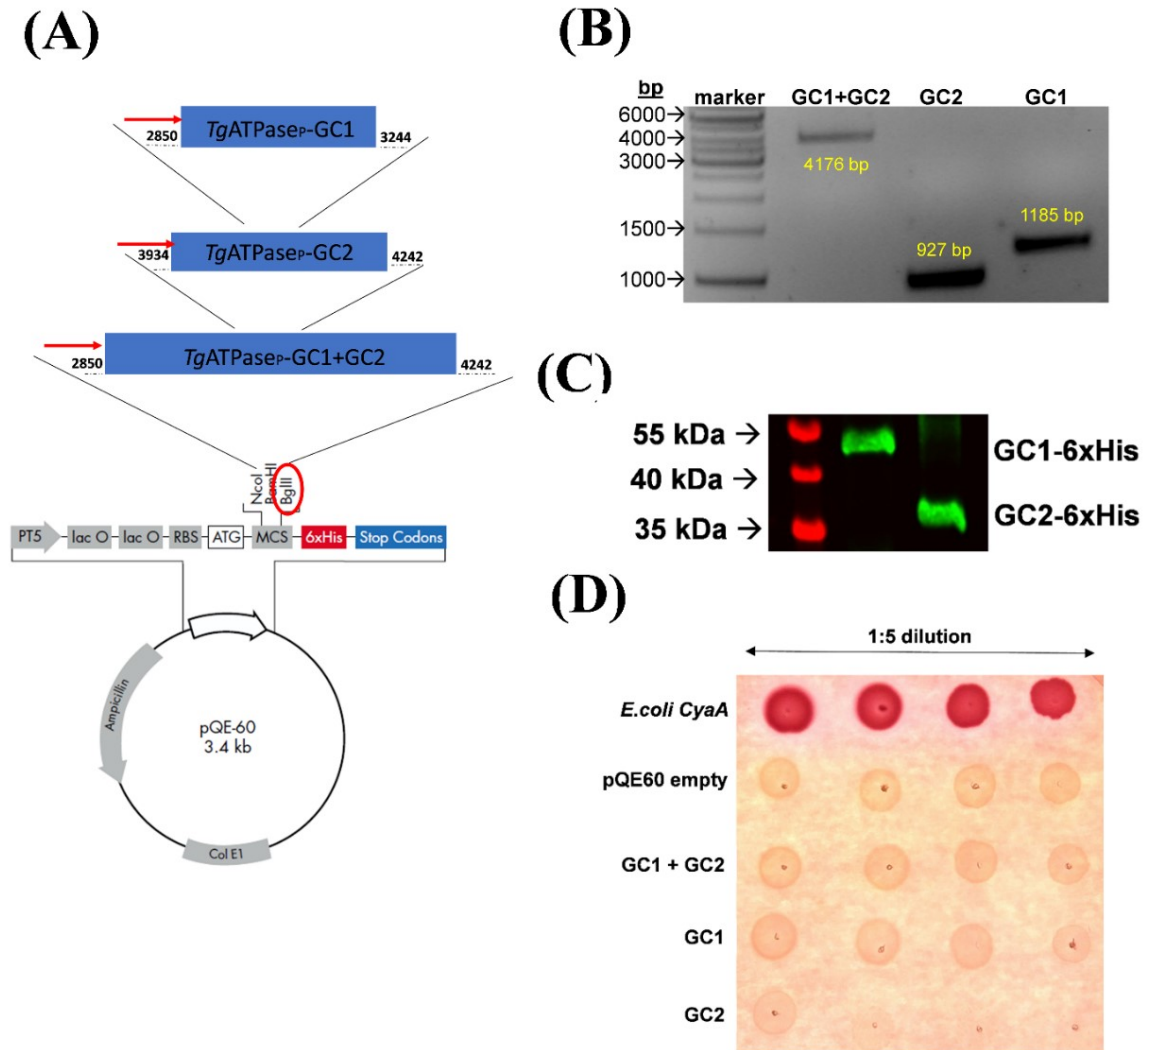 (A)
TgATPaseP-GC1
2850
3244
TgATPaseP-GC2
3934
4242
TgATPaseP-GC1+GC2
2850
4242
NcoI
BamHI
BglII
PT5
lac O
lac O
RBS
ATG
MCS
6xHis
Stop Codons
Ampicillin
pQE-60
3.4 kb
Col E1
(B)
bp
marker
GC1+GC2
GC2
GC1
6000→
4000→
3000→
1500→
1000→
4176 bp
927 bp
1185 bp
(C)
55 kDa →
40 kDa →
35 kDa →
GC1-6xHis
GC2-6xHis
(D)
1:5 dilution
E.coli CyaA
pQE60 empty
GC1 + GC2
GC1
GC2